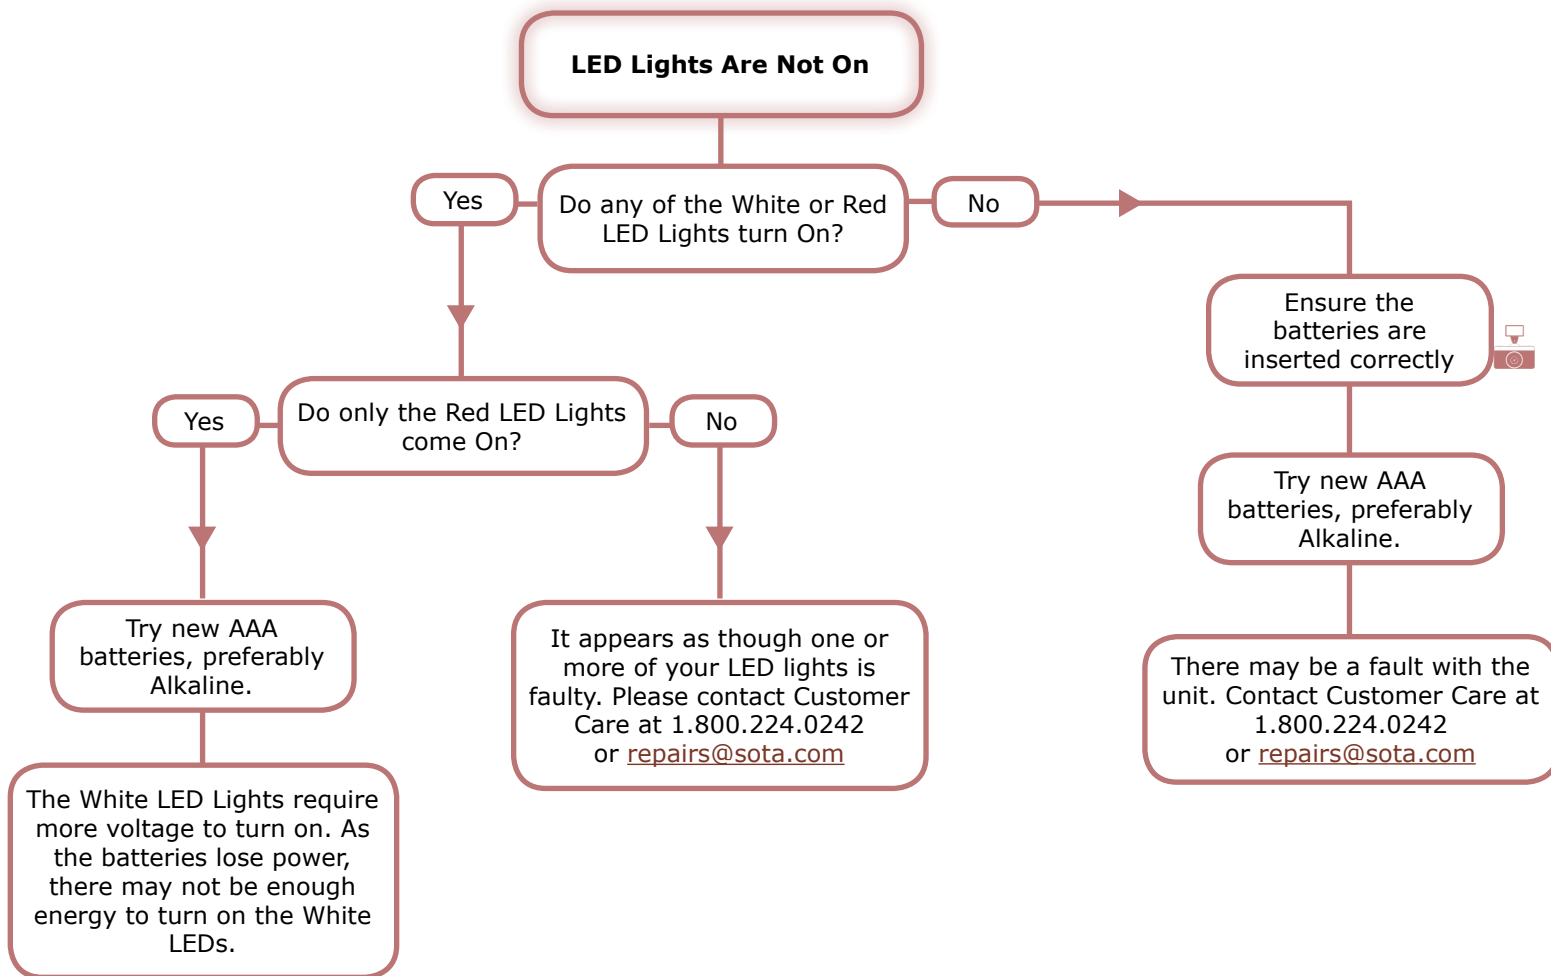 LED Lights Are Not On
Yes
Do any of the White or Red
LED Lights turn On?
No
Ensure the
batteries are
inserted correctly
Yes
Do only the Red LED Lights
come On?
No
Try new AAA
batteries, preferably
Alkaline.
Try new AAA
batteries, preferably
Alkaline.
It appears as though one or
more of your LED lights is
faulty. Please contact Customer
Care at 1.800.224.0242
or repairs@sota.com
There may be a fault with the
unit. Contact Customer Care at
1.800.224.0242
or repairs@sota.com
The White LED Lights require
more voltage to turn on. As
the batteries lose power,
there may not be enough
energy to turn on the White
LEDs.